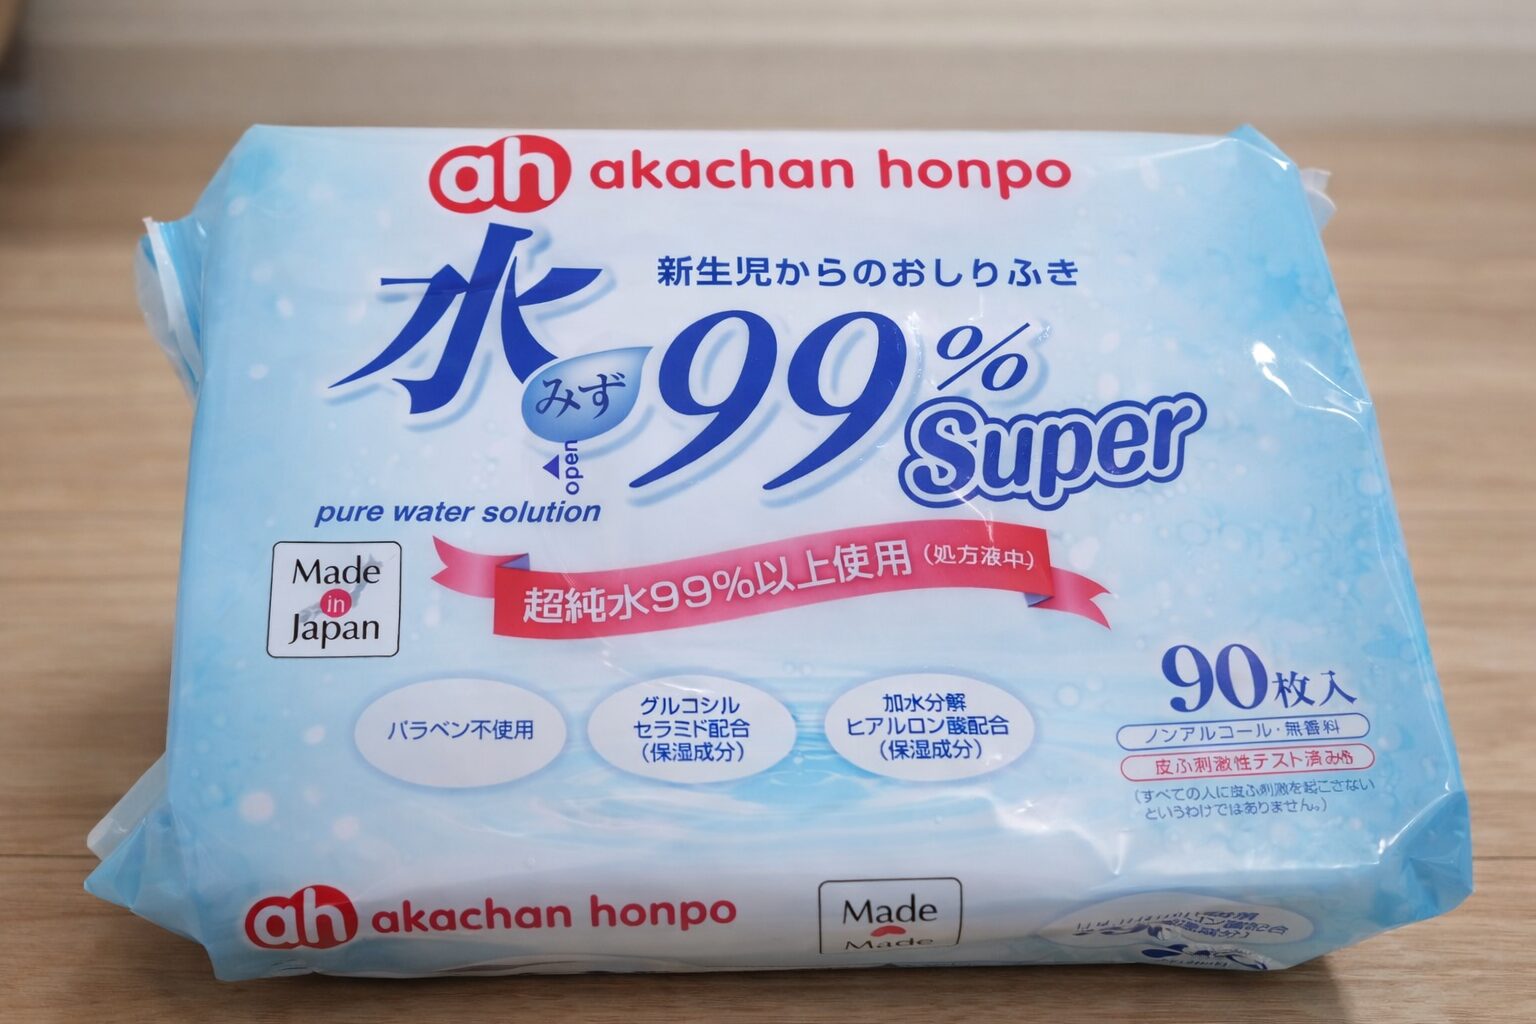 ah akachan honpo
新生児からのおしりふき
水 みず 99% Super
open
pure water solution
超純水99%以上使用(処方液中)
Made
in
Japan
パラベン不使用
グルコシル
セラミド配合
(保湿成分)
加水分解
ヒアルロン酸配合
(保湿成分)
90枚入
ノンアルコール・無香料
皮ふ刺激性テスト済み
(すべての人に皮ふ刺激を起こさない
というわけではありません。)
ah akachan honpo
Made
Made